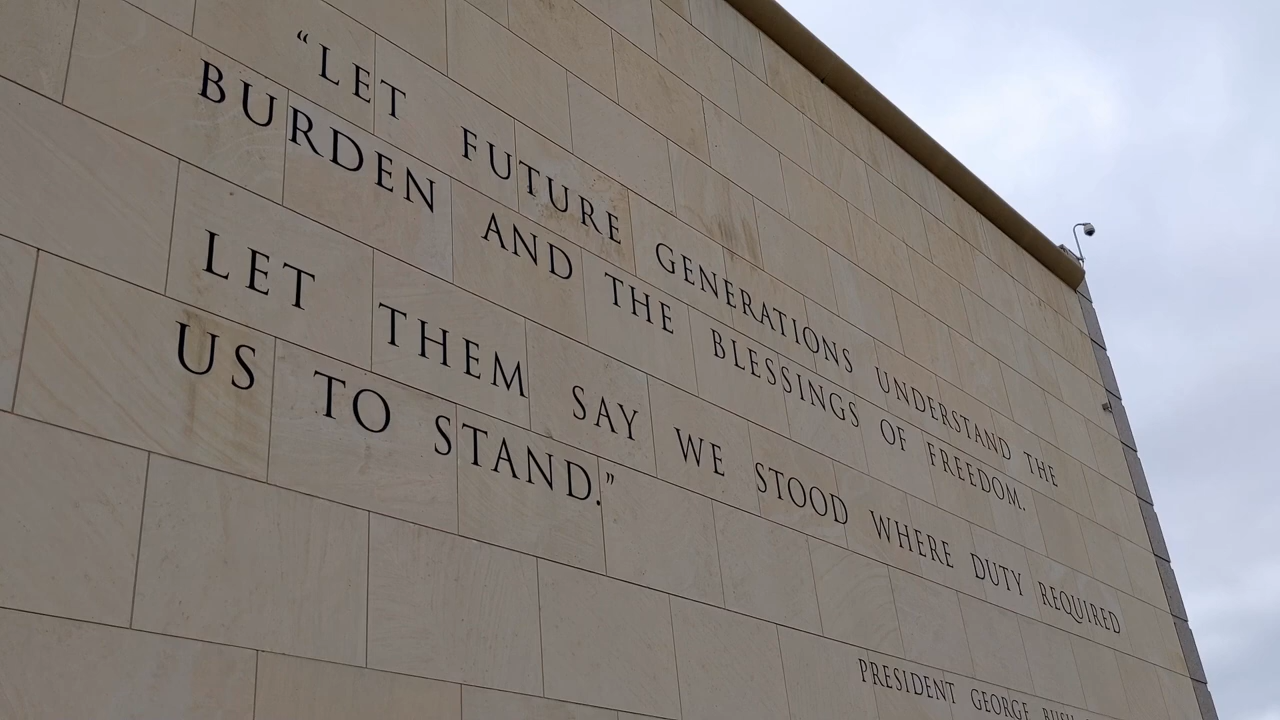 “LET FUTURE GENERATIONS UNDERSTAND THE
BURDEN AND THE BLESSINGS OF FREEDOM.
LET THEM SAY WE STOOD WHERE DUTY REQUIRED
US TO STAND.”
PRESIDENT GEORGE BUSH